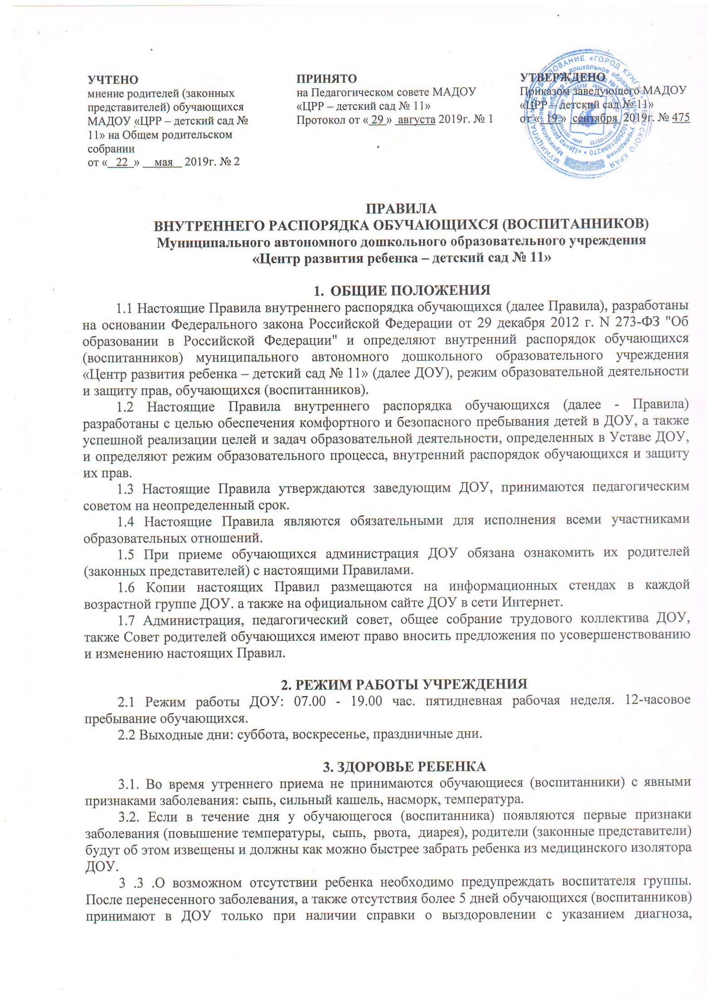 УЧТЕНО
мнение родителей (законных
представителей) обучающихся
МАДОУ «ЦРР – детский сад №
11» на Общем родительском
собрании
от « 22 » мая 2019г. № 2
ПРИНЯТО
на Педагогическом совете МАДОУ
«ЦРР – детский сад № 11»
Протокол от « 29 » августа 2019г. № 1
УТВЕРЖДЕНО
Приказом заведующего МАДОУ
«ЦРР – детский сад № 11»
от « 19 » сентября 2019г. № 475
ПРАВИЛА
ВНУТРЕННЕГО РАСПОРЯДКА ОБУЧАЮЩИХСЯ (ВОСПИТАННИКОВ)
Муниципального автономного дошкольного образовательного учреждения
«Центр развития ребенка – детский сад № 11»
1. ОБЩИЕ ПОЛОЖЕНИЯ
1.1 Настоящие Правила внутреннего распорядка обучающихся (далее Правила), разработаны
на основании Федерального закона Российской Федерации от 29 декабря 2012 г. N 273-ФЗ "Об
образовании в Российской Федерации" и определяют внутренний распорядок обучающихся
(воспитанников) муниципального автономного дошкольного образовательного учреждения
«Центр развития ребенка – детский сад № 11» (далее ДОУ), режим образовательной деятельности
и защиту прав, обучающихся (воспитанников).
1.2 Настоящие Правила внутреннего распорядка обучающихся (далее - Правила)
разработаны с целью обеспечения комфортного и безопасного пребывания детей в ДОУ, а также
успешной реализации целей и задач образовательной деятельности, определенных в Уставе ДОУ,
и определяют режим образовательного процесса, внутренний распорядок обучающихся и защиту
их прав.
1.3 Настоящие Правила утверждаются заведующим ДОУ, принимаются педагогическим
советом на неопределенный срок.
1.4 Настоящие Правила являются обязательными для исполнения всеми участниками
образовательных отношений.
1.5 При приеме обучающихся администрация ДОУ обязана ознакомить их родителей
(законных представителей) с настоящими Правилами.
1.6 Копии настоящих Правил размещаются на информационных стендах в каждой
возрастной группе ДОУ. а также на официальном сайте ДОУ в сети Интернет.
1.7 Администрация, педагогический совет, общее собрание трудового коллектива ДОУ,
также Совет родителей обучающихся имеют право вносить предложения по усовершенствованию
и изменению настоящих Правил.
2. РЕЖИМ РАБОТЫ УЧРЕЖДЕНИЯ
2.1 Режим работы ДОУ: 07.00 - 19.00 час. пятидневная рабочая неделя. 12-часовое
пребывание обучающихся.
2.2 Выходные дни: суббота, воскресенье, праздничные дни.
3. ЗДОРОВЬЕ РЕБЕНКА
3.1. Во время утреннего приема не принимаются обучающиеся (воспитанники) с явными
признаками заболевания: сыпь, сильный кашель, насморк, температура.
3.2. Если в течение дня у обучающегося (воспитанника) появляются первые признаки
заболевания (повышение температуры, сыпь, рвота, диарея), родители (законные представители)
будут об этом извещены и должны как можно быстрее забрать ребенка из медицинского изолятора
ДОУ.
3 .3 .О возможном отсутствии ребенка необходимо предупреждать воспитателя группы.
После перенесенного заболевания, а также отсутствия более 5 дней обучающихся (воспитанников)
принимают в ДОУ только при наличии справки о выздоровлении с указанием диагноза,